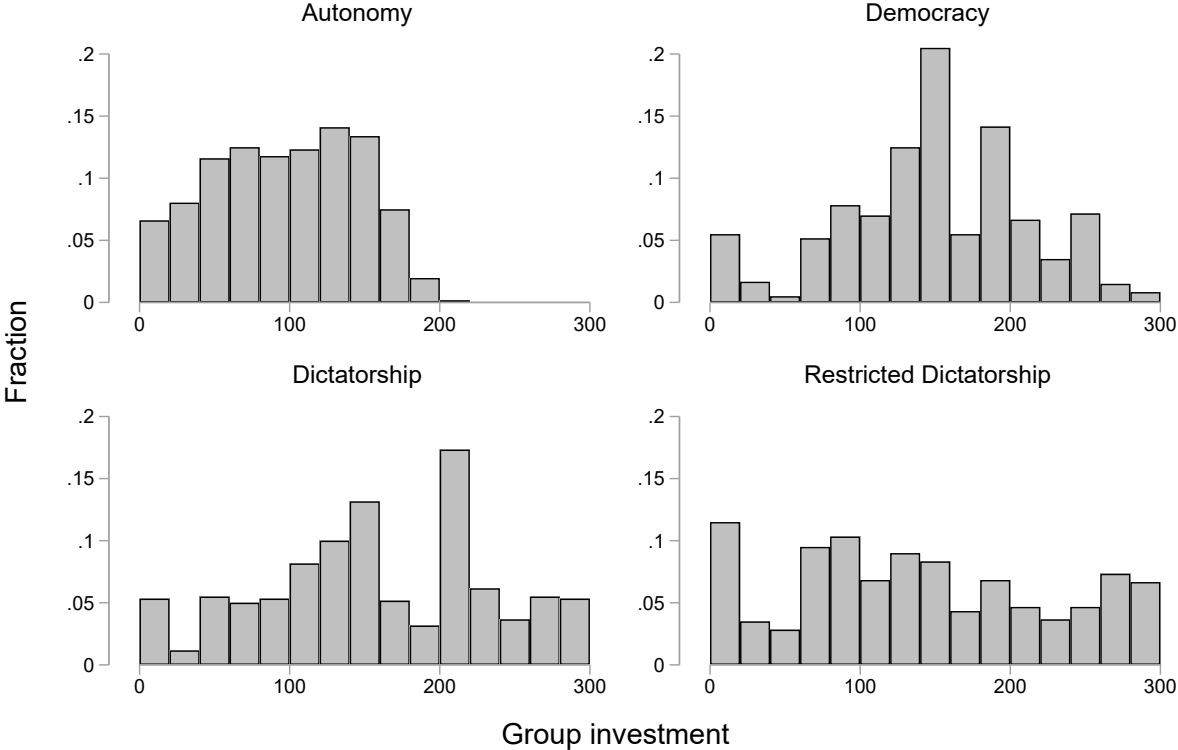 Autonomy
Democracy
.2
.15
.1
.05
0
0 100 200 300
.2
.15
.1
.05
0
0 100 200 300
Fraction
Dictatorship
Restricted Dictatorship
.2
.15
.1
.05
0
0 100 200 300
.2
.15
.1
.05
0
0 100 200 300
Group investment